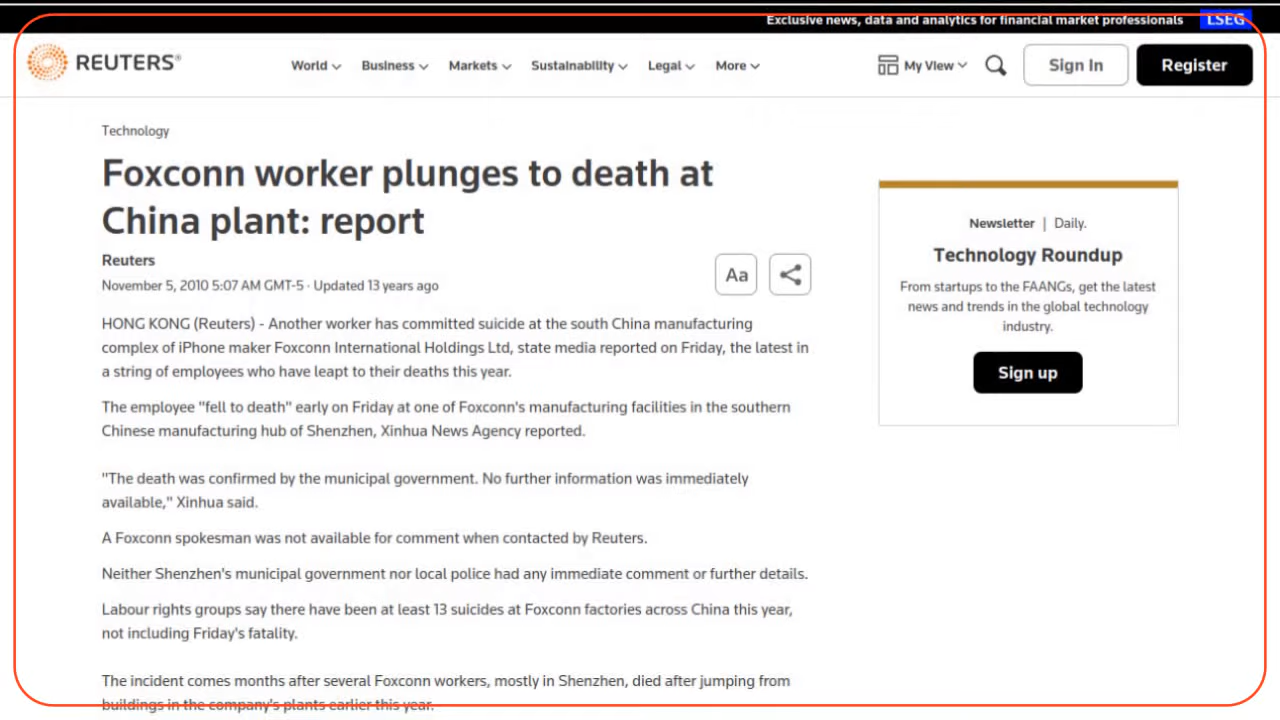 Exclusive news, data and analytics for financial market professionals LSEG
REUTERS®
World Business Markets Sustainability Legal More
My View Sign In Register
Technology
Foxconn worker plunges to death at
China plant: report
Reuters
November 5, 2010 5:07 AM GMT-5 · Updated 13 years ago
Aa
HONG KONG (Reuters) - Another worker has committed suicide at the south China manufacturing
complex of iPhone maker Foxconn International Holdings Ltd, state media reported on Friday, the latest in
a string of employees who have leapt to their deaths this year.
The employee "fell to death" early on Friday at one of Foxconn's manufacturing facilities in the southern
Chinese manufacturing hub of Shenzhen, Xinhua News Agency reported.
"The death was confirmed by the municipal government. No further information was immediately
available," Xinhua said.
A Foxconn spokesman was not available for comment when contacted by Reuters.
Neither Shenzhen's municipal government nor local police had any immediate comment or further details.
Labour rights groups say there have been at least 13 suicides at Foxconn factories across China this year,
not including Friday's fatality.
The incident comes months after several Foxconn workers, mostly in Shenzhen, died after jumping from
buildings in the company's plants earlier this year.
Newsletter | Daily.
Technology Roundup
From startups to the FAANGs, get the latest
news and trends in the global technology
industry.
Sign up